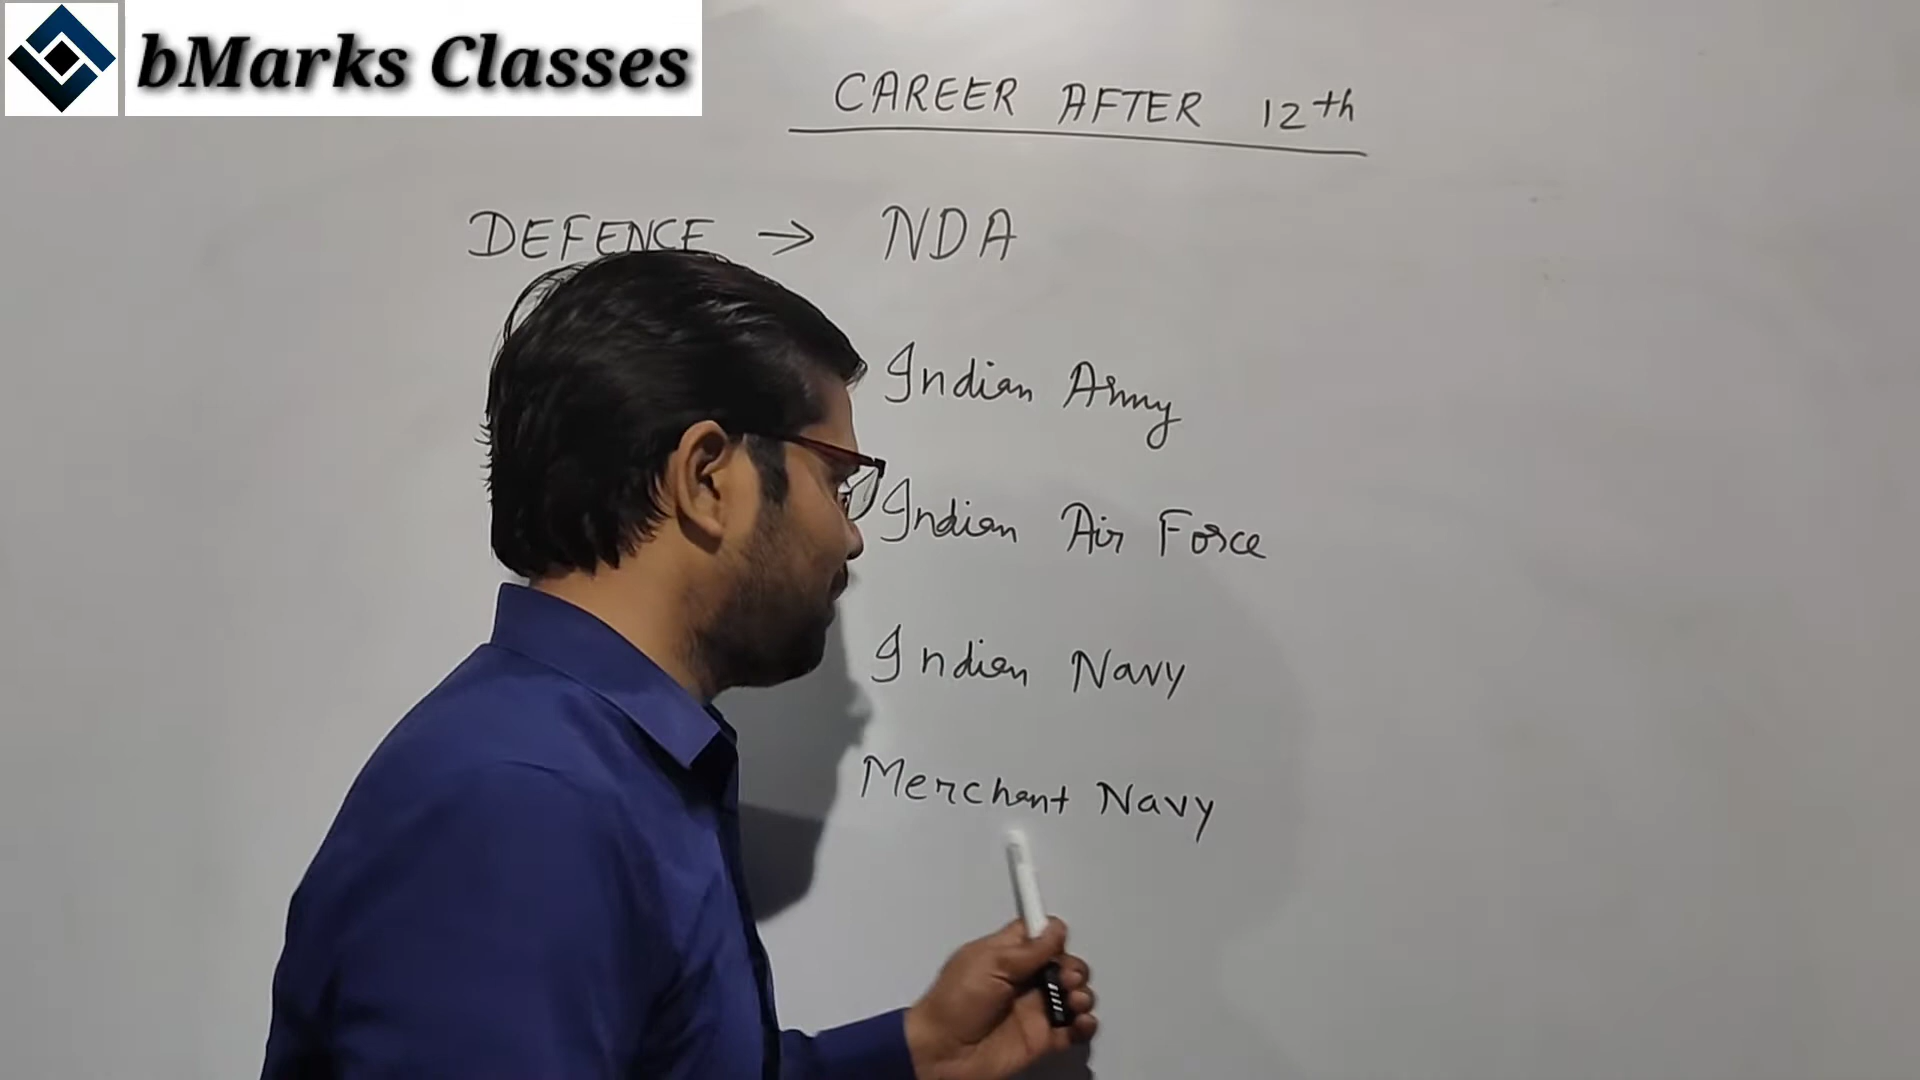 bMarks Classes
CAREER AFTER 12th
DEFENCE → NDA
Indian Army
Indian Air Force
Indian Navy
Merchant Navy